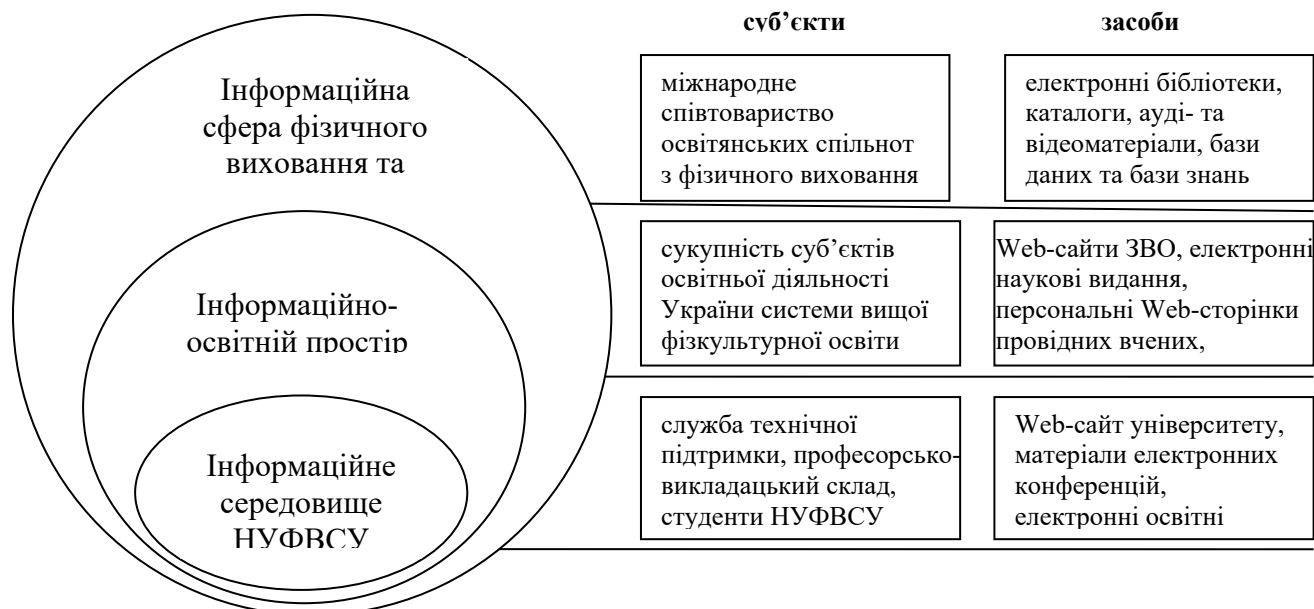 суб’єкти
засоби
Інформаційна
сфера фізичного
виховання та
міжнародне
співтовариство
освітянських спільнот
з фізичного виховання
електронні бібліотеки,
каталоги, ауді- та
відеоматеріали, бази
даних та бази знань
Інформаційно-
освітній простір
сукупність суб’єктів
освітньої діяльності
України системи вищої
фізкультурної освіти
Web-сайти ЗВО, електронні
наукові видання,
персональні Web-сторінки
провідних вчених,
Інформаційне
середовище
НУФВСУ
служба технічної
підтримки, професорсько-
викладацький склад,
студенти НУФВСУ
Web-сайт університету,
матеріали електронних
конференцій,
електронні освітні